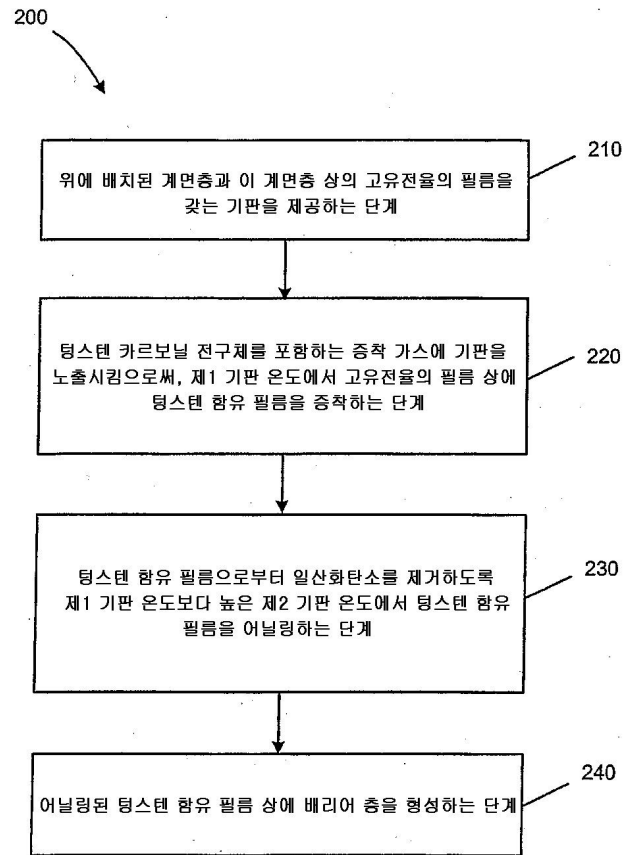 200
210
위에 배치된 계면층과 이 계면층 상의 고유전율의 필름을
갖는 기판을 제공하는 단계
220
텅스텐 카르보닐 전구체를 포함하는 증착 가스에 기판을
노출시킴으로써, 제1 기판 온도에서 고유전율의 필름 상에
텅스텐 함유 필름을 증착하는 단계
230
텅스텐 함유 필름으로부터 일산화탄소를 제거하도록
제1 기판 온도보다 높은 제2 기판 온도에서 텅스텐 함유
필름을 어닐링하는 단계
240
어닐링된 텅스텐 함유 필름 상에 배리어 층을 형성하는 단계